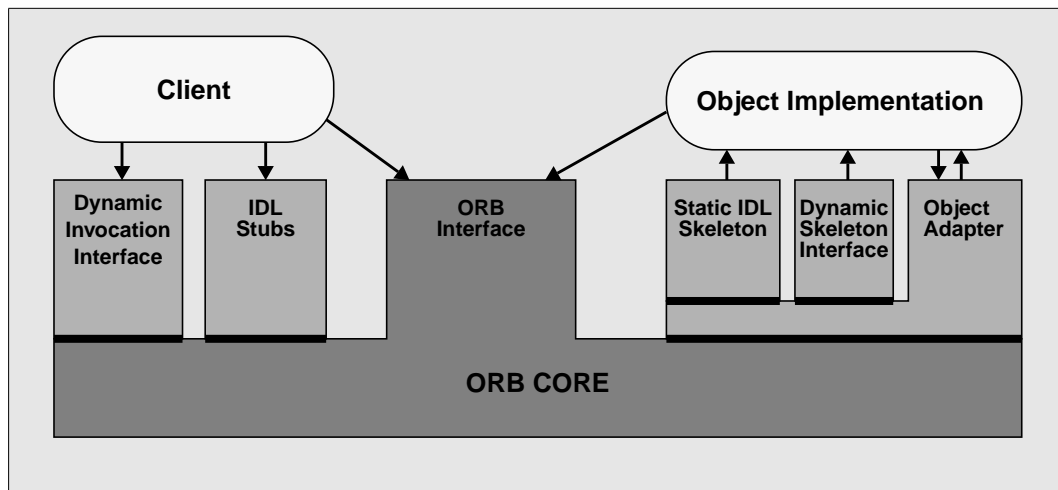 Client
Object Implementation
Dynamic
Invocation
Interface
IDL
Stubs
ORB
Interface
Static IDL
Skeleton
Dynamic
Skeleton
Interface
Object
Adapter
ORB CORE